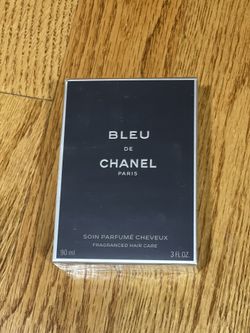 BLEU
DE
CHANEL
PARIS
SOIN PARFUMÉ CHEVEUX
FRAGRANCED HAIR CARE
90 ml 3 FL. OZ.